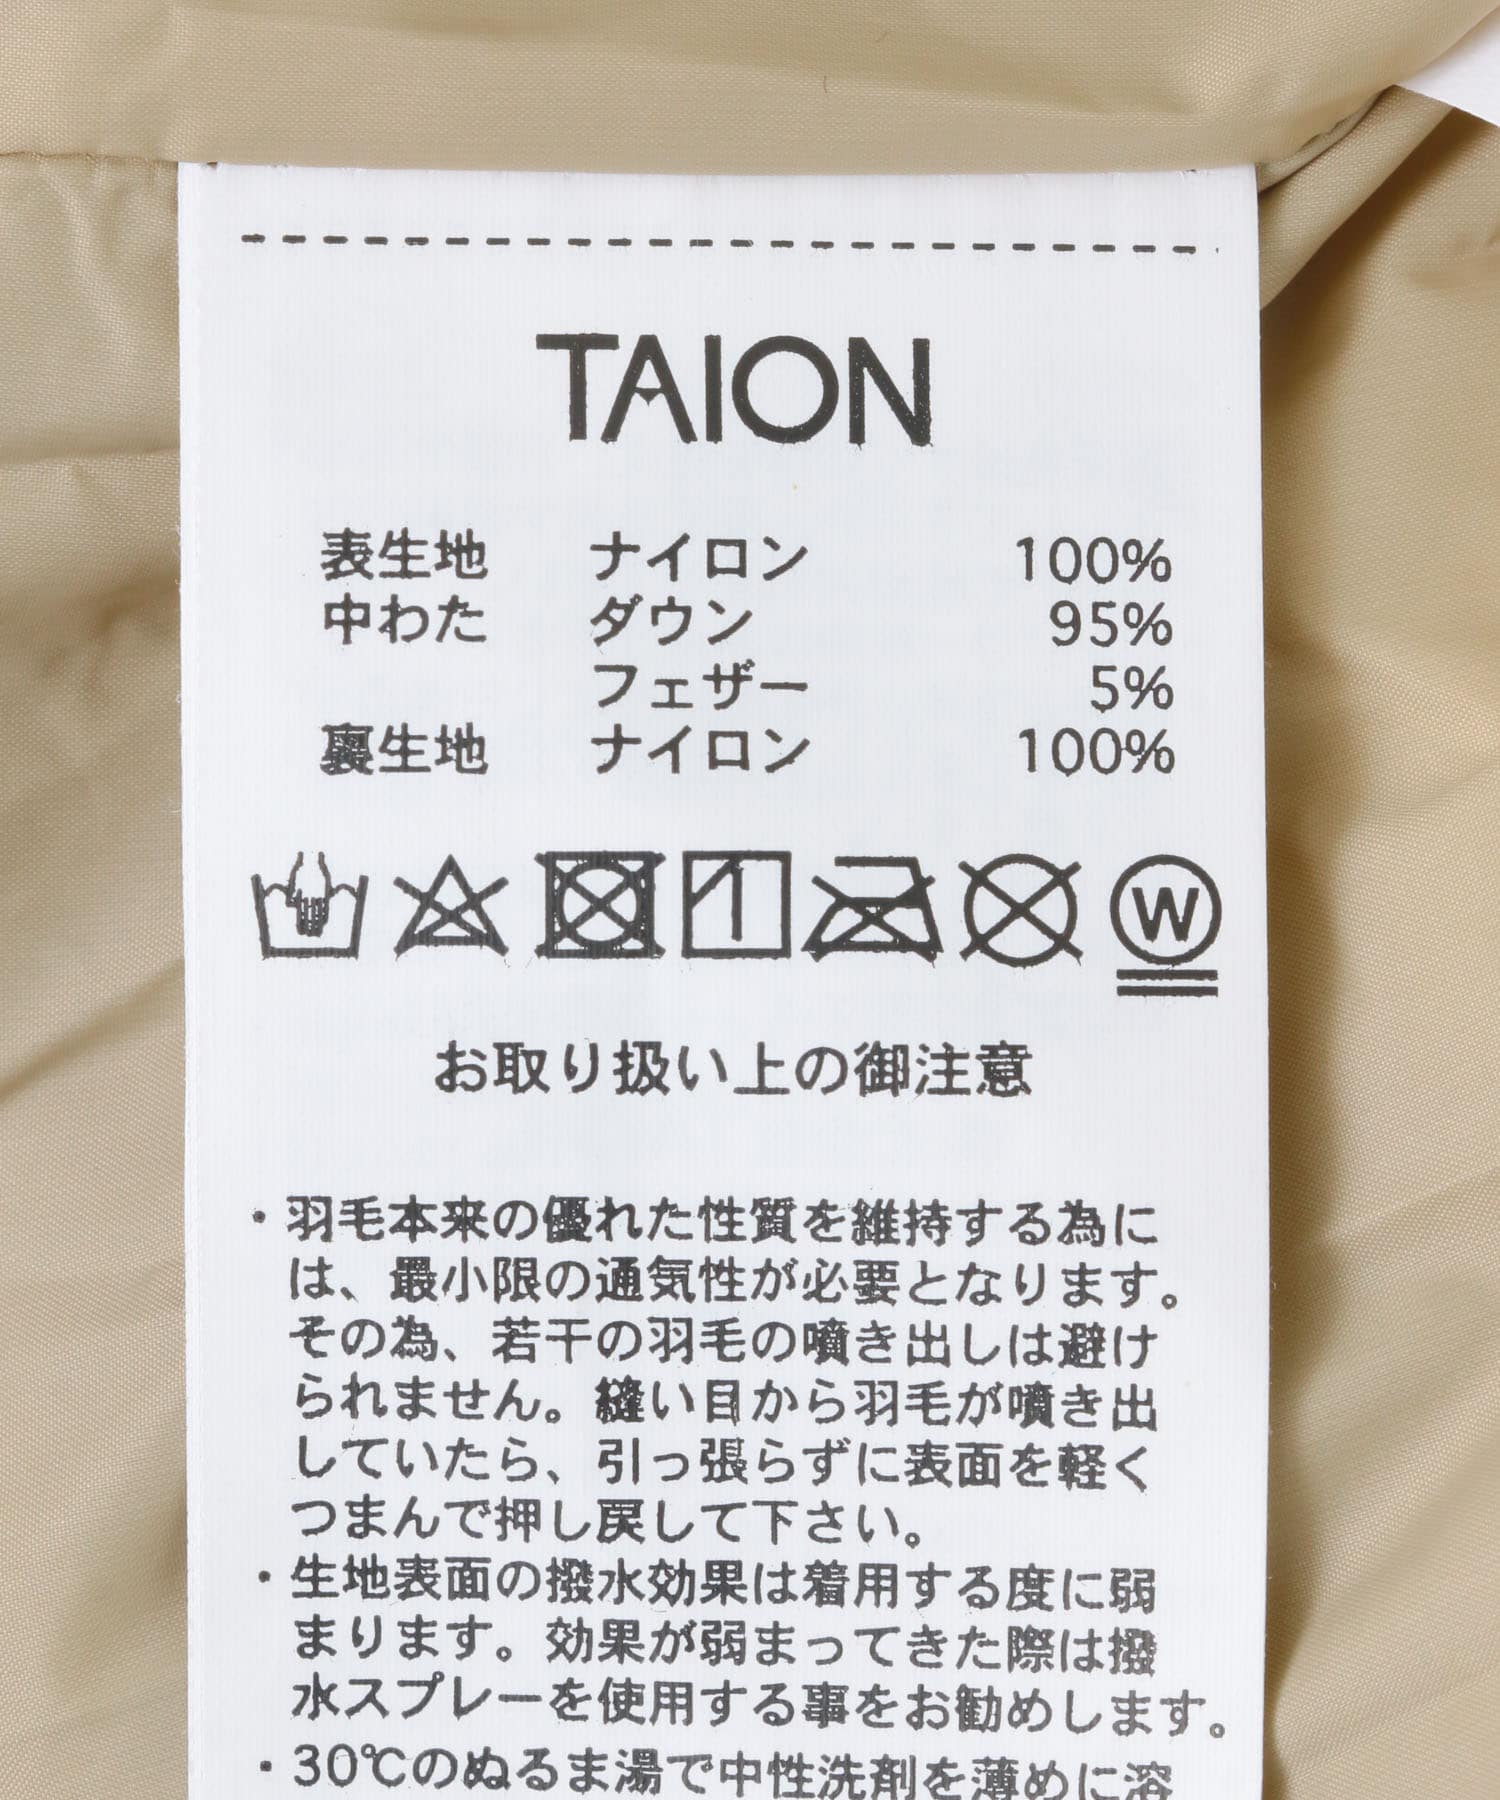 TAION
表生地 ナイロン 100%
中わた ダウン 95%
フェザー 5%
裏生地 ナイロン 100%
W
お取り扱い上の御注意
・羽毛本来の優れた性質を維持する為に
は、最小限の通気性が必要となります。
その為、若干の羽毛の噴き出しは避け
られません。縫い目から羽毛が噴き出
していたら、引っ張らずに表面を軽く
つまんで押し戻して下さい。
・生地表面の撥水効果は着用する度に弱
まります。効果が弱まってきた際は撥
水スプレーを使用する事をお勧めします。
・30℃のぬるま湯で中性洗剤を薄めに溶